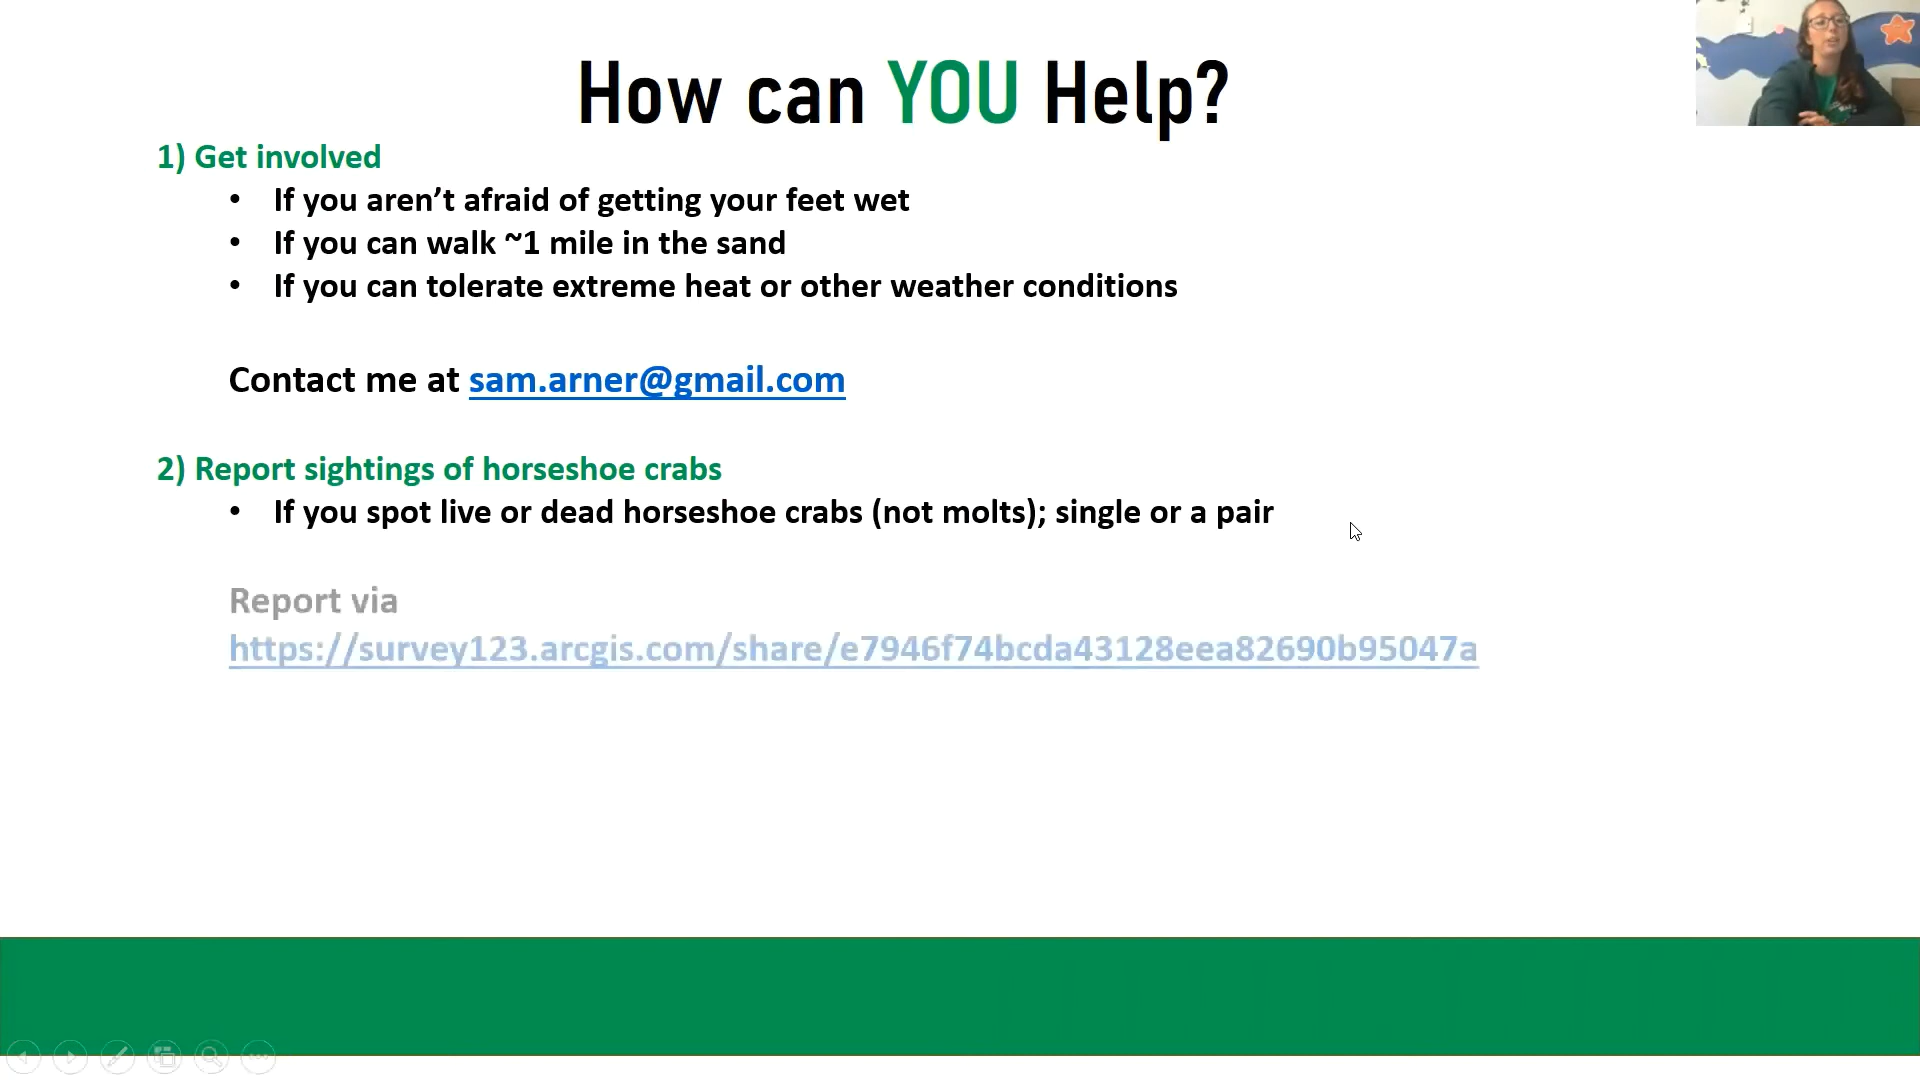 How can YOU Help?
1) Get involved
• If you aren’t afraid of getting your feet wet
• If you can walk ~1 mile in the sand
• If you can tolerate extreme heat or other weather conditions
Contact me at sam.arner@gmail.com
2) Report sightings of horseshoe crabs
• If you spot live or dead horseshoe crabs (not molts); single or a pair
Report via
https://survey123.arcgis.com/share/e7946f74bcda43128eea82690b95047a